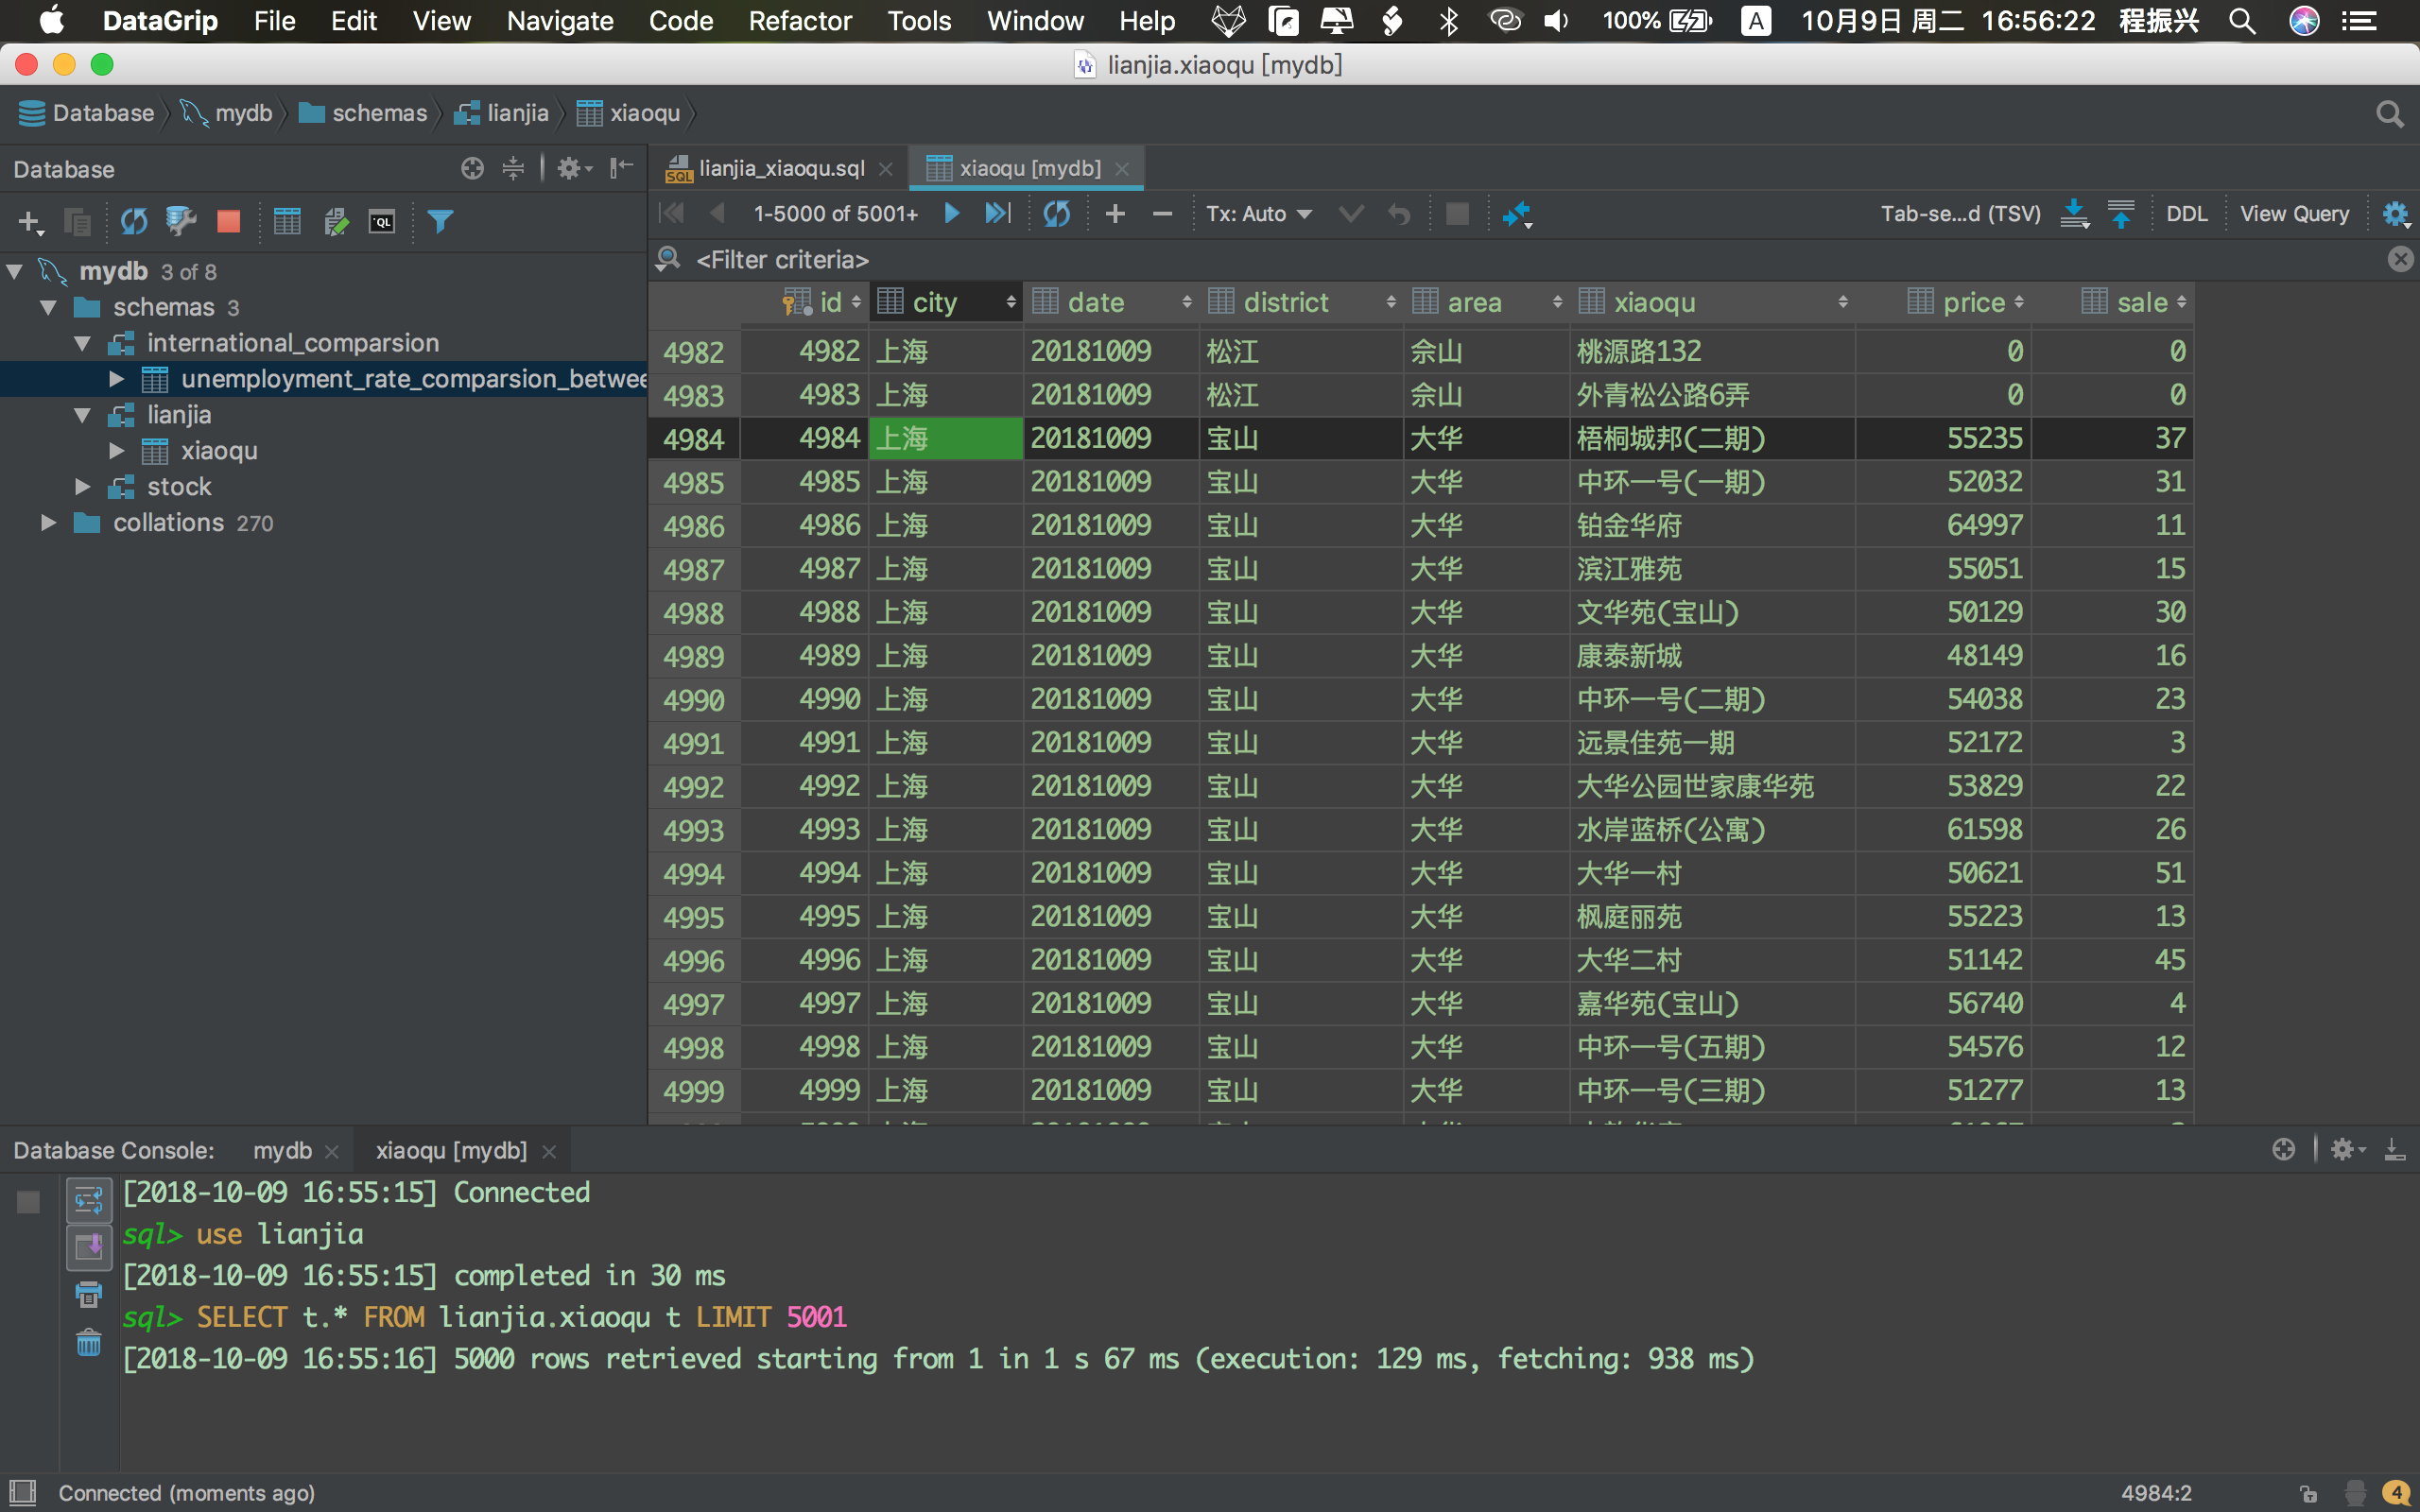 DataGrip File Edit View Navigate Code Refactor Tools Window Help 100% A 10月9日 周二 16:56:22 程振兴
lianjia.xiaoqu [mydb]
Database mydb schemas lianjia xiaoqu
Database
lianjia_xiaoqu.sql xiaoqu [mydb]
1-5000 of 5001+ Tx: Auto Tab-se...d (TSV) DDL View Query
<Filter criteria>
mydb 3 of 8
schemas 3
international_comparsion
unemployment_rate_comparsion_betwee
lianjia
xiaoqu
stock
collations 270
id city date district area xiaoqu price sale
4982 4982 上海 20181009 松江 佘山 桃源路132 0 0
4983 4983 上海 20181009 松江 佘山 外青松公路6弄 0 0
4984 4984 上海 20181009 宝山 大华 梧桐城邦(二期) 55235 37
4985 4985 上海 20181009 宝山 大华 中环一号(一期) 52032 31
4986 4986 上海 20181009 宝山 大华 铂金华府 64997 11
4987 4987 上海 20181009 宝山 大华 滨江雅苑 55051 15
4988 4988 上海 20181009 宝山 大华 文华苑(宝山) 50129 30
4989 4989 上海 20181009 宝山 大华 康泰新城 48149 16
4990 4990 上海 20181009 宝山 大华 中环一号(二期) 54038 23
4991 4991 上海 20181009 宝山 大华 远景佳苑一期 52172 3
4992 4992 上海 20181009 宝山 大华 大华公园世家康华苑 53829 22
4993 4993 上海 20181009 宝山 大华 水岸蓝桥(公寓) 61598 26
4994 4994 上海 20181009 宝山 大华 大华一村 50621 51
4995 4995 上海 20181009 宝山 大华 枫庭丽苑 55223 13
4996 4996 上海 20181009 宝山 大华 大华二村 51142 45
4997 4997 上海 20181009 宝山 大华 嘉华苑(宝山) 56740 4
4998 4998 上海 20181009 宝山 大华 中环一号(五期) 54576 12
4999 4999 上海 20181009 宝山 大华 中环一号(三期) 51277 13
Database Console: mydb xiaoqu [mydb]
[2018-10-09 16:55:15] Connected
sql> use lianjia
[2018-10-09 16:55:15] completed in 30 ms
sql> SELECT t.* FROM lianjia.xiaoqu t LIMIT 5001
[2018-10-09 16:55:16] 5000 rows retrieved starting from 1 in 1 s 67 ms (execution: 129 ms, fetching: 938 ms)
Connected (moments ago) 4984:2 4